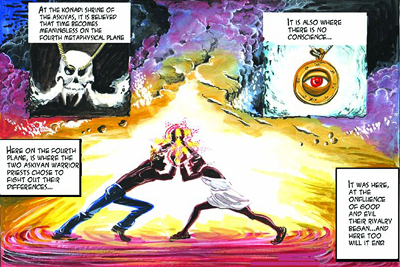 AT THE KOMADI SHRINE OF
THE ASKIVAS, IT IS BELIEVED
THAT TIME BECOMES
MEANINGLESS ON THE
FOURTH METAPHYSICAL PLANE
IT IS ALSO WHERE
THERE IS NO
CONSCIENCE...
HERE ON THE FOURTH
PLANE, IS WHERE THE
TWO ASKIVAN WARRIOR
PRIESTS CHOSE TO
FIGHT OUT THEIR
DIFFERENCES...
IT WAS HERE,
AT THE
ONFLUENCE
OF GOOD
AND EVIL
THEIR RIVALRY
BEGAN...AND
HERE TOO
WILL IT END